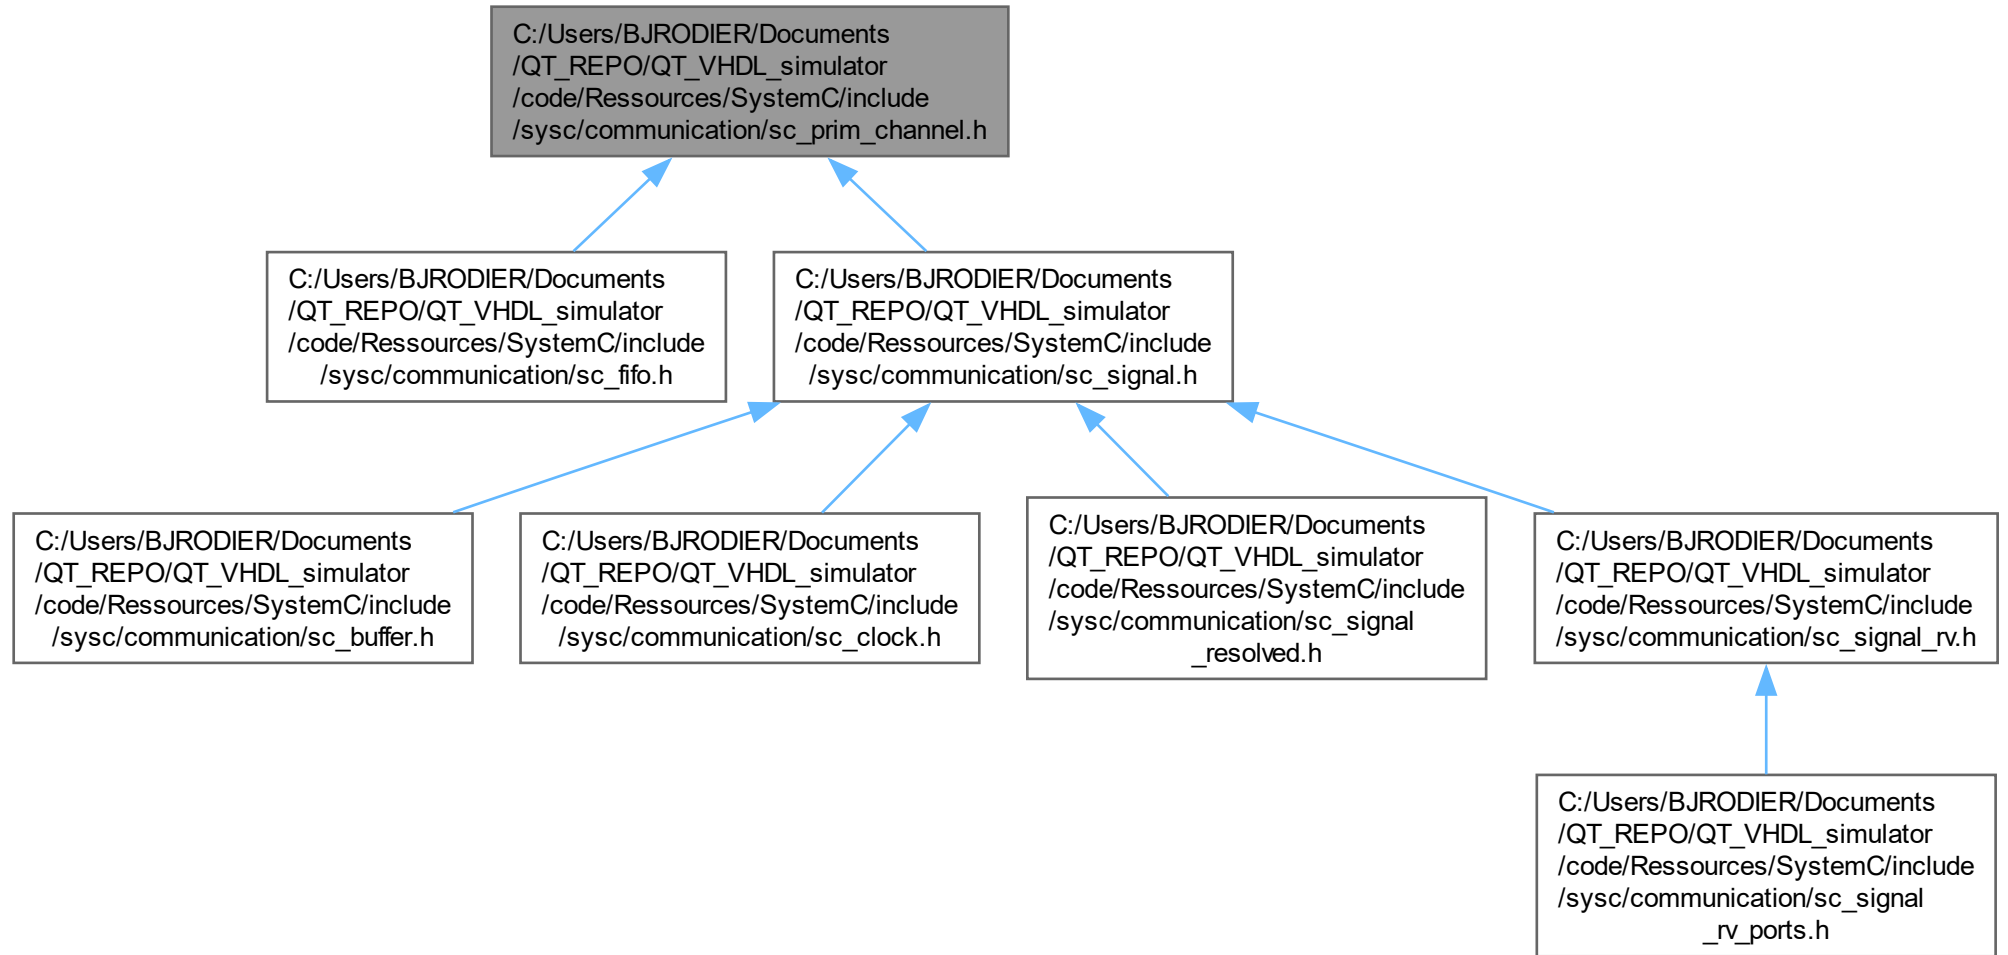 C:/Users/BJRODIER/Documents
/QT_REPO/QT_VHDL_simulator
/code/Ressources/SystemC/include
/sysc/communication/sc_prim_channel.h
C:/Users/BJRODIER/Documents
/QT_REPO/QT_VHDL_simulator
/code/Ressources/SystemC/include
/sysc/communication/sc_fifo.h
C:/Users/BJRODIER/Documents
/QT_REPO/QT_VHDL_simulator
/code/Ressources/SystemC/include
/sysc/communication/sc_signal.h
C:/Users/BJRODIER/Documents
/QT_REPO/QT_VHDL_simulator
/code/Ressources/SystemC/include
/sysc/communication/sc_buffer.h
C:/Users/BJRODIER/Documents
/QT_REPO/QT_VHDL_simulator
/code/Ressources/SystemC/include
/sysc/communication/sc_clock.h
C:/Users/BJRODIER/Documents
/QT_REPO/QT_VHDL_simulator
/code/Ressources/SystemC/include
/sysc/communication/sc_signal
_resolved.h
C:/Users/BJRODIER/Documents
/QT_REPO/QT_VHDL_simulator
/code/Ressources/SystemC/include
/sysc/communication/sc_signal_rv.h
C:/Users/BJRODIER/Documents
/QT_REPO/QT_VHDL_simulator
/code/Ressources/SystemC/include
/sysc/communication/sc_signal
_rv_ports.h